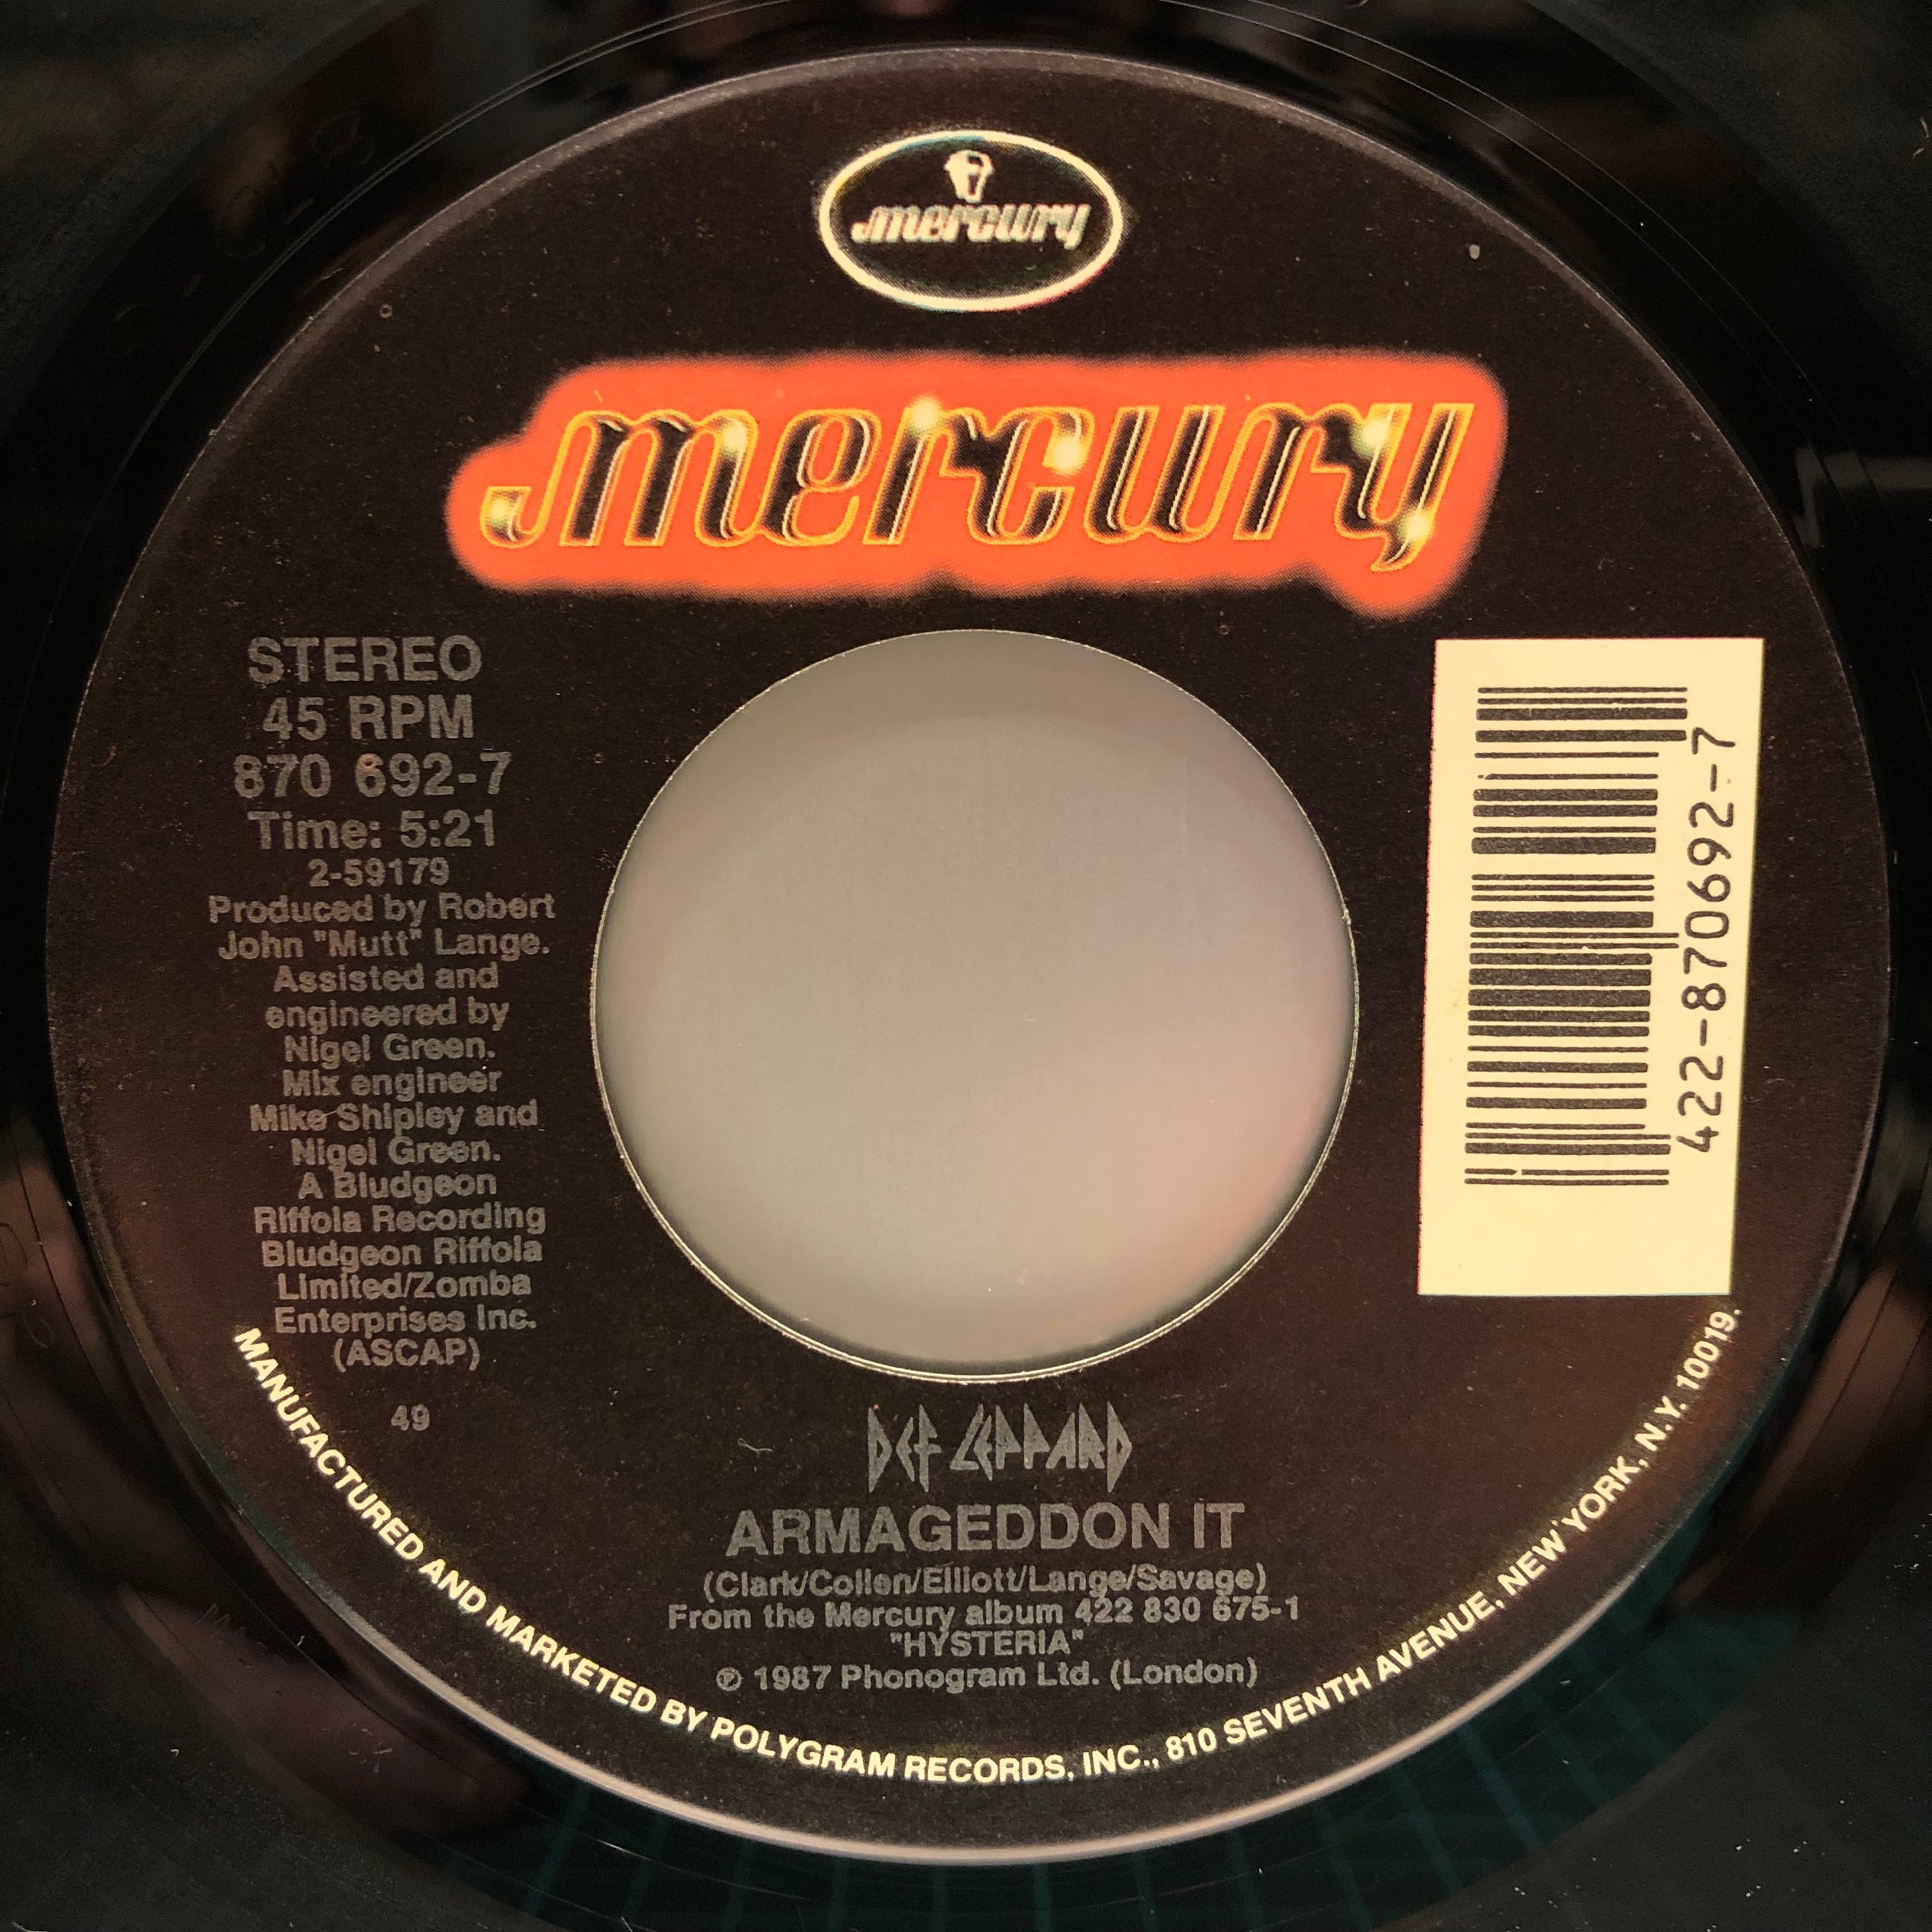 mercury
mercury
STEREO
45 RPM
870 692-7
Time: 5:21
2-59179
Produced by Robert
John "Mutt" Lange.
Assisted and
engineered by
Nigel Green.
Mix engineer
Mike Shipley and
Nigel Green.
A Bludgeon
Riffola Recording
Bludgeon Riffola
Limited/Zomba
Enterprises Inc.
(ASCAP)
49
422-870692-7
DEF LEPPARD
ARMAGEDDON IT
(Clark/Collen/Elliott/Lange/Savage)
From the Mercury album 422 830 675-1
"HYSTERIA"
℗ 1987 Phonogram Ltd. (London)
MANUFACTURED AND MARKETED BY POLYGRAM RECORDS, INC., 810 SEVENTH AVENUE, NEW YORK, N.Y. 10019.